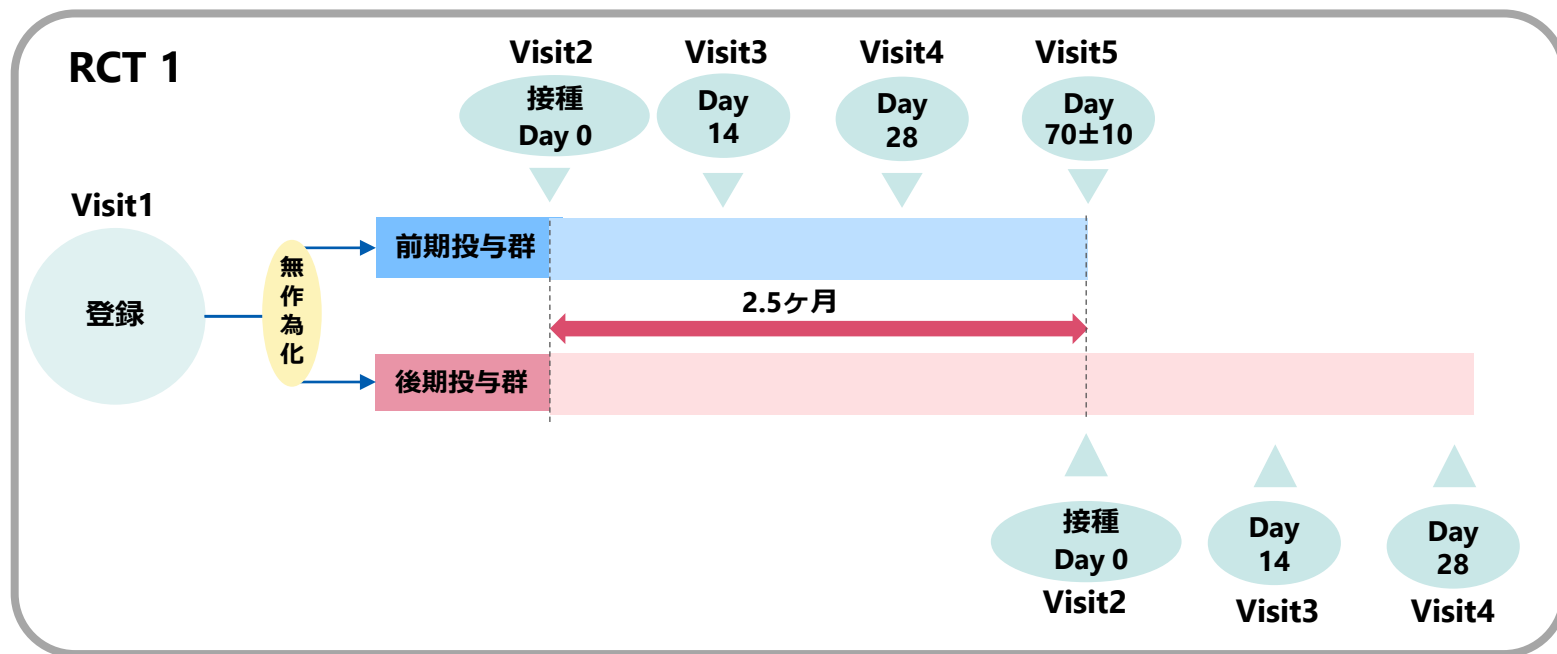 RCT 1
Visit2
接種
Day 0
Visit3
Day
14
Visit4
Day
28
Visit5
Day
70±10
Visit1
登録
無
作
為
化
前期投与群
2.5ヶ月
後期投与群
接種
Day 0
Visit2
Day
14
Visit3
Day
28
Visit4